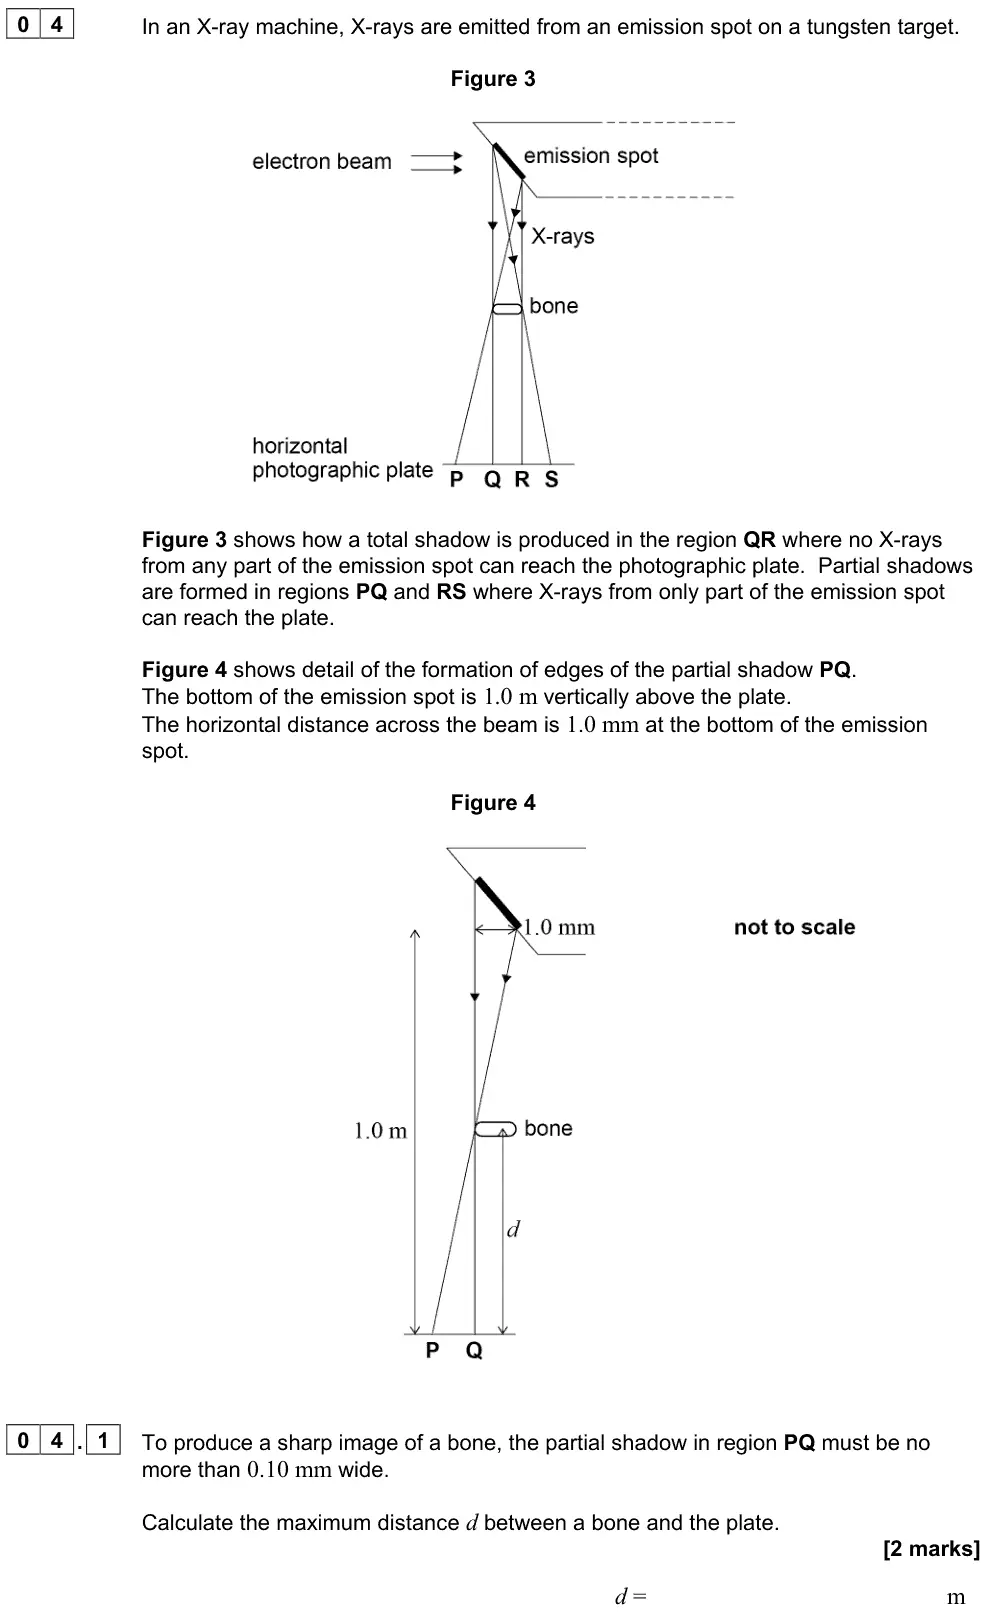 0 4 In an X-ray machine, X-rays are emitted from an emission spot on a tungsten target.
Figure 3
electron beam
emission spot
X-rays
bone
horizontal
photographic plate
P Q R S
Figure 3 shows how a total shadow is produced in the region QR where no X-rays
from any part of the emission spot can reach the photographic plate. Partial shadows
are formed in regions PQ and RS where X-rays from only part of the emission spot
can reach the plate.
Figure 4 shows detail of the formation of edges of the partial shadow PQ.
The bottom of the emission spot is 1.0 m vertically above the plate.
The horizontal distance across the beam is 1.0 mm at the bottom of the emission
spot.
Figure 4
1.0 mm
not to scale
1.0 m
bone
d
P Q
0 4 . 1 To produce a sharp image of a bone, the partial shadow in region PQ must be no
more than 0.10 mm wide.
Calculate the maximum distance d between a bone and the plate.
[2 marks]
d = m